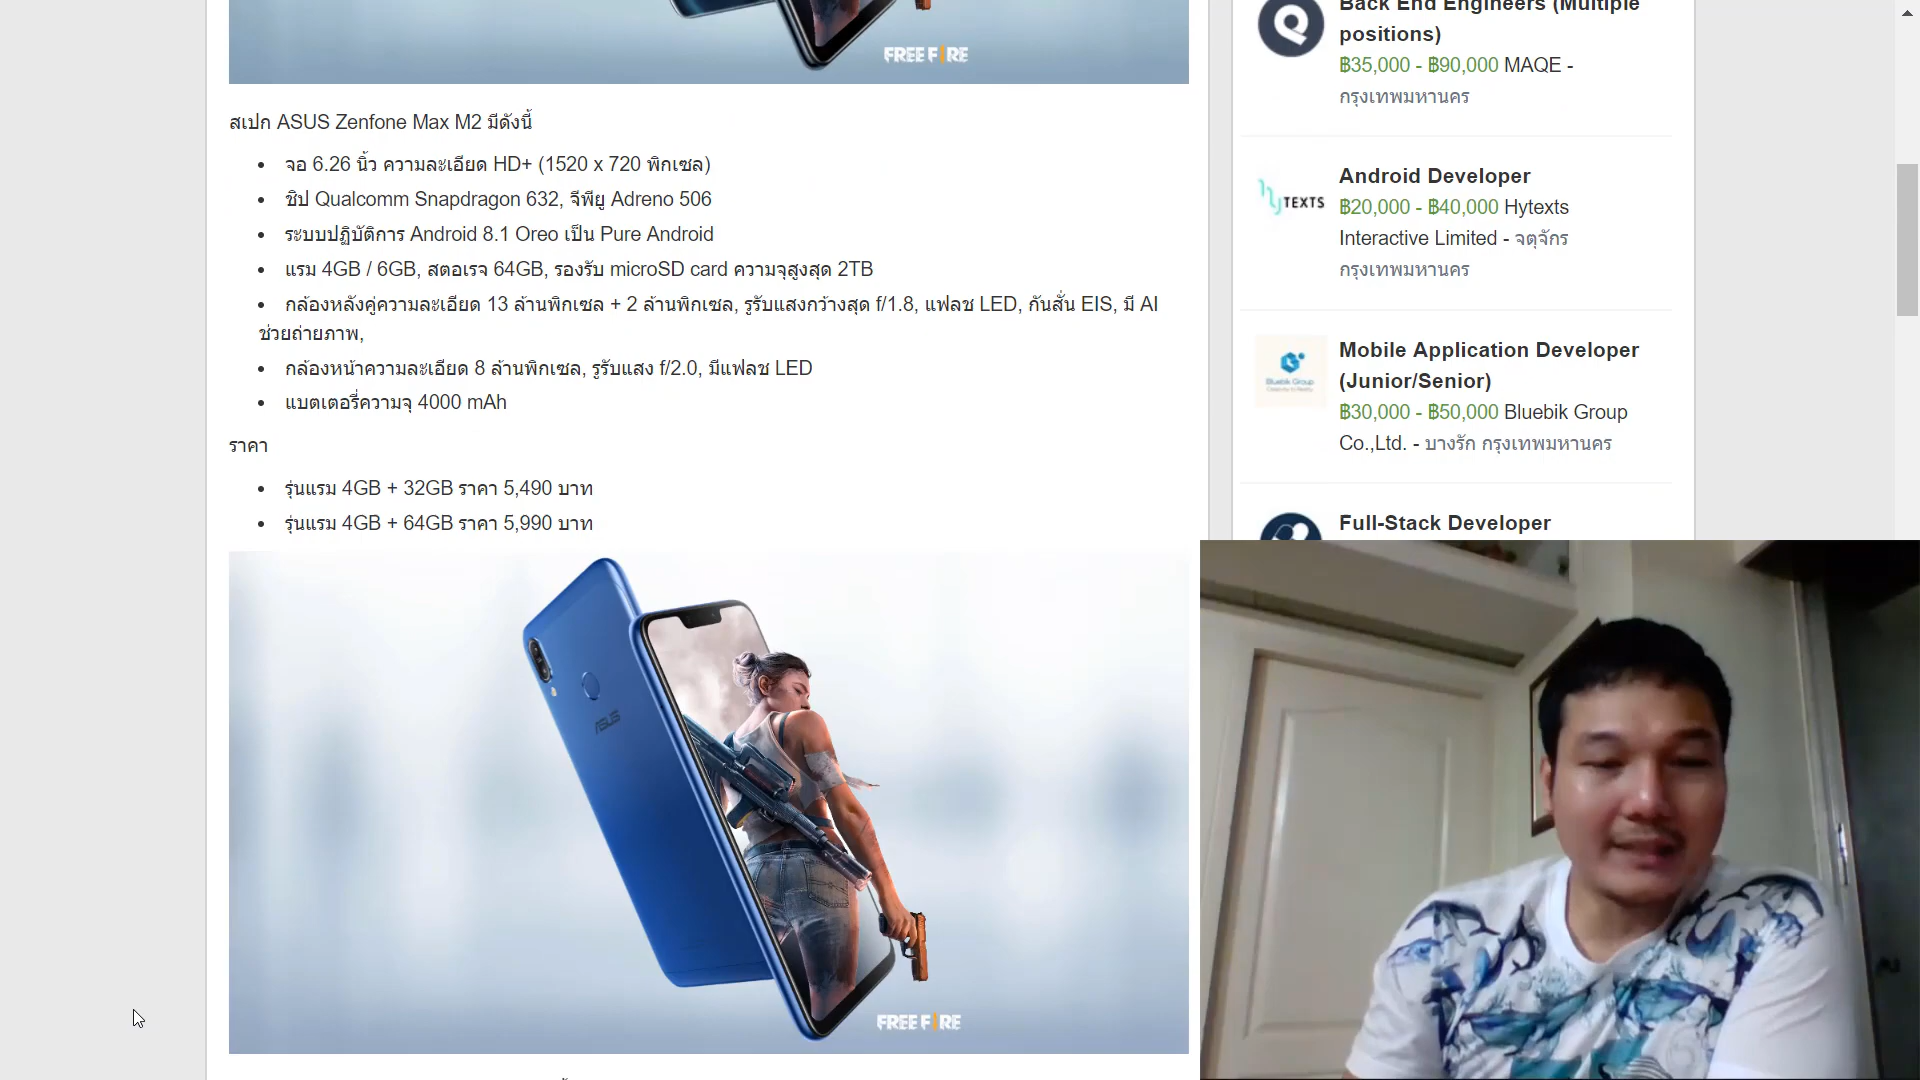 FREE FIRE
สเปก ASUS Zenfone Max M2 มีดังนี้
จอ 6.26 นิ้ว ความละเอียด HD+ (1520 x 720 พิกเซล)
ชิป Qualcomm Snapdragon 632, จีพียู Adreno 506
ระบบปฏิบัติการ Android 8.1 Oreo เป็น Pure Android
แรม 4GB / 6GB, สตอเรจ 64GB, รองรับ microSD card ความจุสูงสุด 2TB
กล้องหลังคู่ความละเอียด 13 ล้านพิกเซล + 2 ล้านพิกเซล, รูรับแสงกว้างสุด f/1.8, แฟลช LED, กันสั่น EIS, มี AI
ช่วยถ่ายภาพ,
กล้องหน้าความละเอียด 8 ล้านพิกเซล, รูรับแสง f/2.0, มีแฟลช LED
แบตเตอรี่ความจุ 4000 mAh
ราคา
รุ่นแรม 4GB + 32GB ราคา 5,490 บาท
รุ่นแรม 4GB + 64GB ราคา 5,990 บาท
ASUS
FREE FIRE
Back End Engineers (Multiple
positions)
฿35,000 - ฿90,000 MAQE -
กรุงเทพมหานคร
TEXTS
Android Developer
฿20,000 - ฿40,000 Hytexts
Interactive Limited - จตุจักร
กรุงเทพมหานคร
Bluebik Group
Mobile Application Developer
(Junior/Senior)
฿30,000 - ฿50,000 Bluebik Group
Co.,Ltd. - บางรัก กรุงเทพมหานคร
Full-Stack Developer